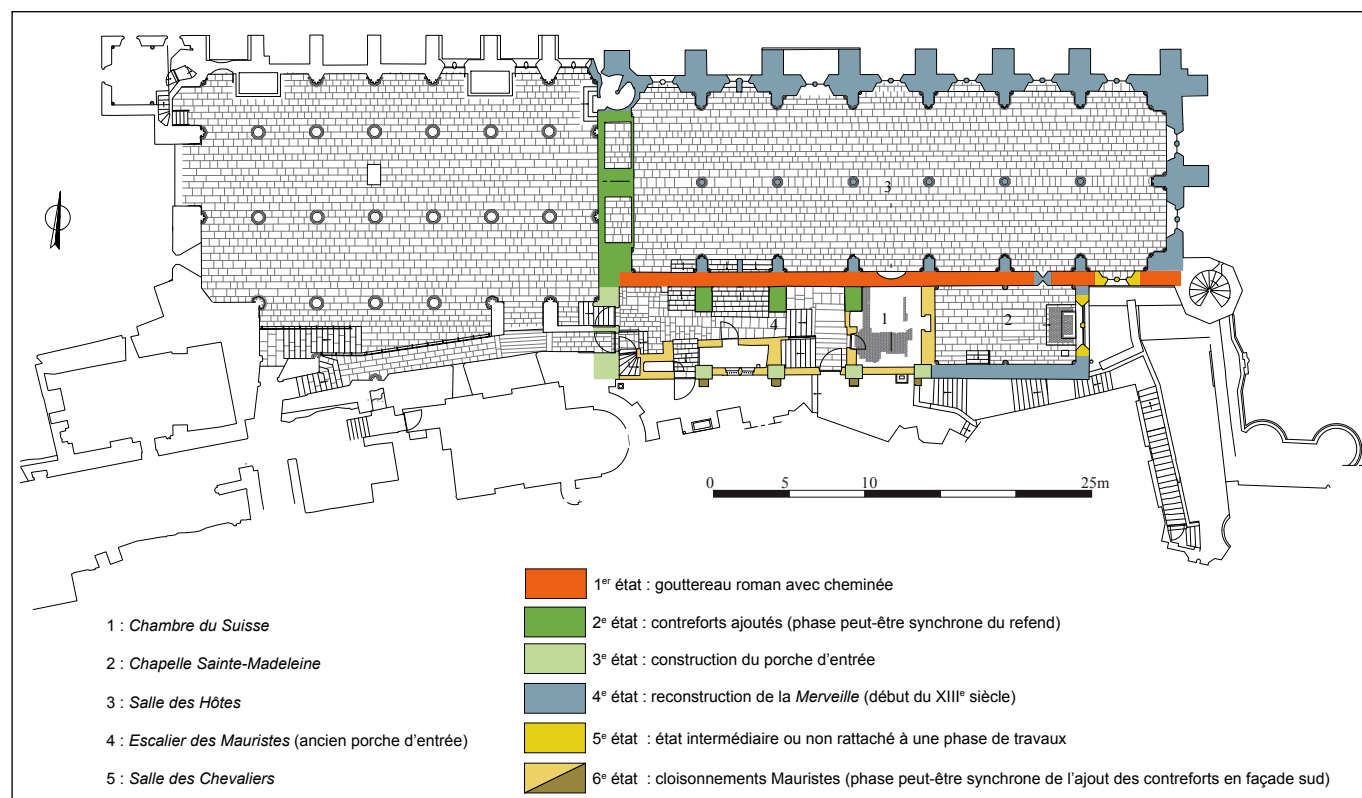 3
1
2
4
0 5 10 25m
1 : Chambre du Suisse
2 : Chapelle Sainte-Madeleine
3 : Salle des Hôtes
4 : Escalier des Mauristes (ancien porche d'entrée)
5 : Salle des Chevaliers
1er état : gouttereau roman avec cheminée
2e état : contreforts ajoutés (phase peut-être synchrone du refend)
3e état : construction du porche d'entrée
4e état : reconstruction de la Merveille (début du XIIIe siècle)
5e état : état intermédiaire ou non rattaché à une phase de travaux
6e état : cloisonnements Mauristes (phase peut-être synchrone de l'ajout des contreforts en façade sud)